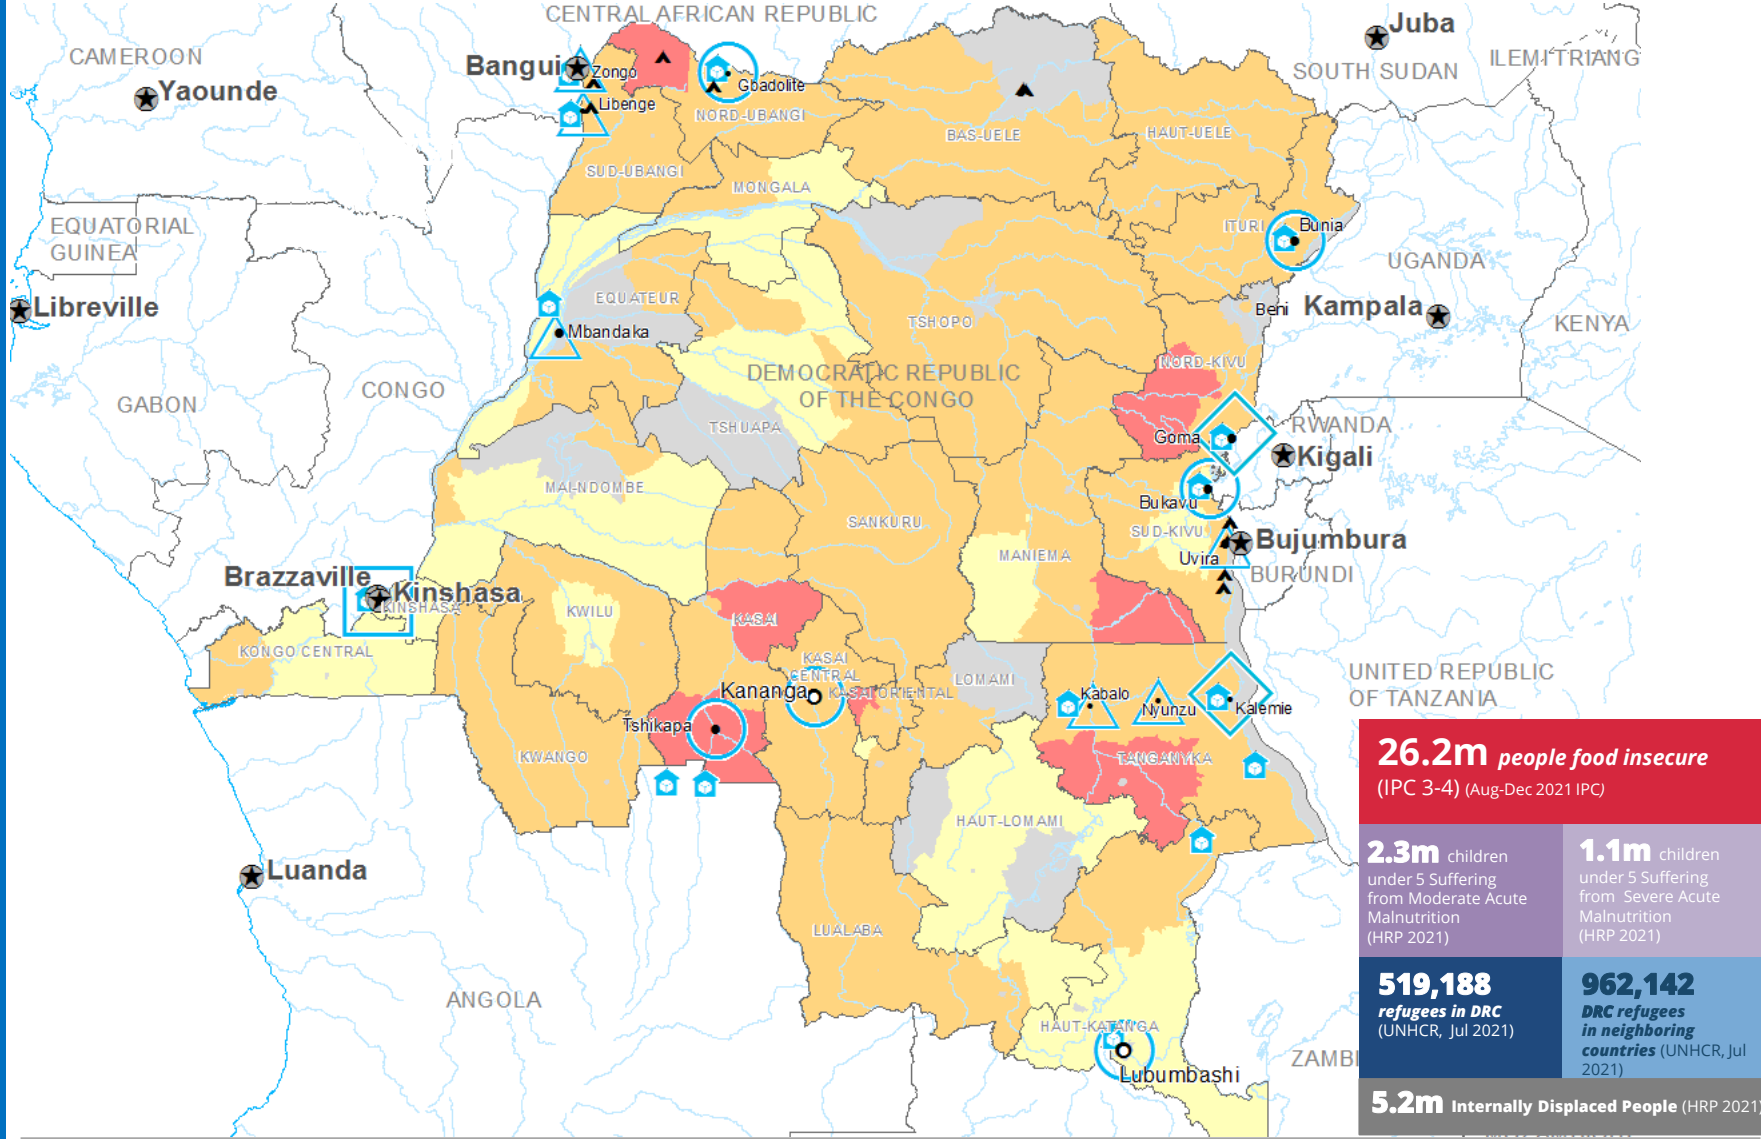 CENTRAL AFRICAN REPUBLIC
Juba
CAMEROON
Bangui
Zongo
SOUTH SUDAN
ILEMI TRIANG
Yaounde
Gbadolite
Libenge
NORD-UBANGI
BAS-UELE
HAUT-UELE
SUD-UBANGI
MONGALA
EQUATORIAL
GUINEA
ITURI
Bunia
UGANDA
Libreville
EQUATEUR
Beni
Kampala
Mbandaka
TSHOPO
KENYA
NORD-KIVU
DEMOCRATIC REPUBLIC
OF THE CONGO
CONGO
GABON
TSHUAPA
Goma
RWANDA
Kigali
MAI-NDOMBE
Bukavu
SANKURU
SUD-KIVU
MANIEMA
Uvira
Bujumbura
BURUNDI
Brazzaville
Kinshasa
KINSHASA
KWILU
KASAI
KONGO CENTRAL
KASAI
CENTRAL
LOMAMI
UNITED REPUBLIC
OF TANZANIA
Kananga
KASAI ORIENTAL
Kabalo
Nyunzu
Kalemie
Tshikapa
KWANGO
TANGANYKA
HAUT-LOMAMI
Luanda
LUALABA
ANGOLA
HAUT-KATANGA
Lubumbashi
ZAMBI
26.2m people food insecure
(IPC 3-4) (Aug-Dec 2021 IPC)
2.3m children
under 5 Suffering
from Moderate Acute
Malnutrition
(HRP 2021)
1.1m children
under 5 Suffering
from Severe Acute
Malnutrition
(HRP 2021)
519,188
refugees in DRC
(UNHCR, Jul 2021)
962,142
DRC refugees
in neighboring
countries (UNHCR, Jul
2021)
5.2m Internally Displaced People (HRP 2021)